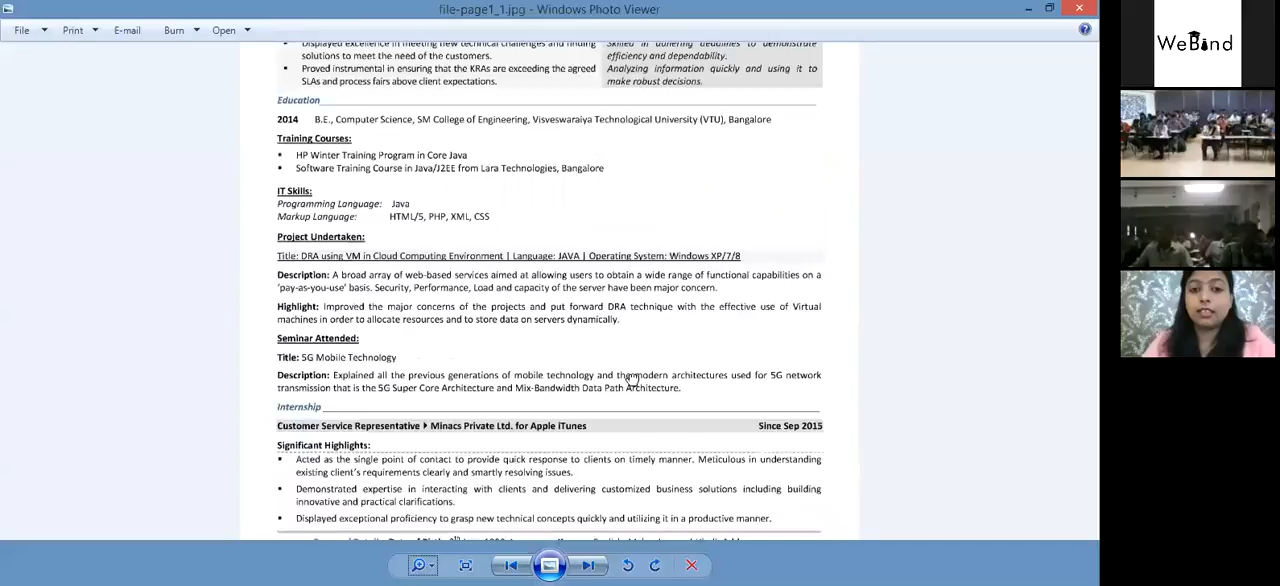 file-page1_1.jpg - Windows Photo Viewer
File Print E-mail Burn Open
Displayed excellence in meeting new technical challenges and finding
solutions to meet the need of the customers.
Proved instrumental in ensuring that the KRAs are exceeding the agreed
SLAs and process fairs above client expectations.
Skilled in adhering deadlines to demonstrate
efficiency and dependability.
Analyzing information quickly and using it to
make robust decisions.
Education
2014 B.E., Computer Science, SM College of Engineering, Visveswaraiya Technological University (VTU), Bangalore
Training Courses:
HP Winter Training Program in Core Java
Software Training Course in Java/J2EE from Lara Technologies, Bangalore
IT Skills:
Programming Language: Java
Markup Language: HTML/5, PHP, XML, CSS
Project Undertaken:
Title: DRA using VM in Cloud Computing Environment | Language: JAVA | Operating System: Windows XP/7/8
Description: A broad array of web-based services aimed at allowing users to obtain a wide range of functional capabilities on a
'pay-as-you-use' basis. Security, Performance, Load and capacity of the server have been major concern.
Highlight: Improved the major concerns of the projects and put forward DRA technique with the effective use of Virtual
machines in order to allocate resources and to store data on servers dynamically.
Seminar Attended:
Title: 5G Mobile Technology
Description: Explained all the previous generations of mobile technology and the modern architectures used for 5G network
transmission that is the 5G Super Core Architecture and Mix-Bandwidth Data Path Architecture.
Internship
Customer Service Representative Minacs Private Ltd. for Apple iTunes Since Sep 2015
Significant Highlights:
Acted as the single point of contact to provide quick response to clients on timely manner. Meticulous in understanding
existing client's requirements clearly and smartly resolving issues.
Demonstrated expertise in interacting with clients and delivering customized business solutions including building
innovative and practical clarifications.
Displayed exceptional proficiency to grasp new technical concepts quickly and utilizing it in a productive manner.
WeBind